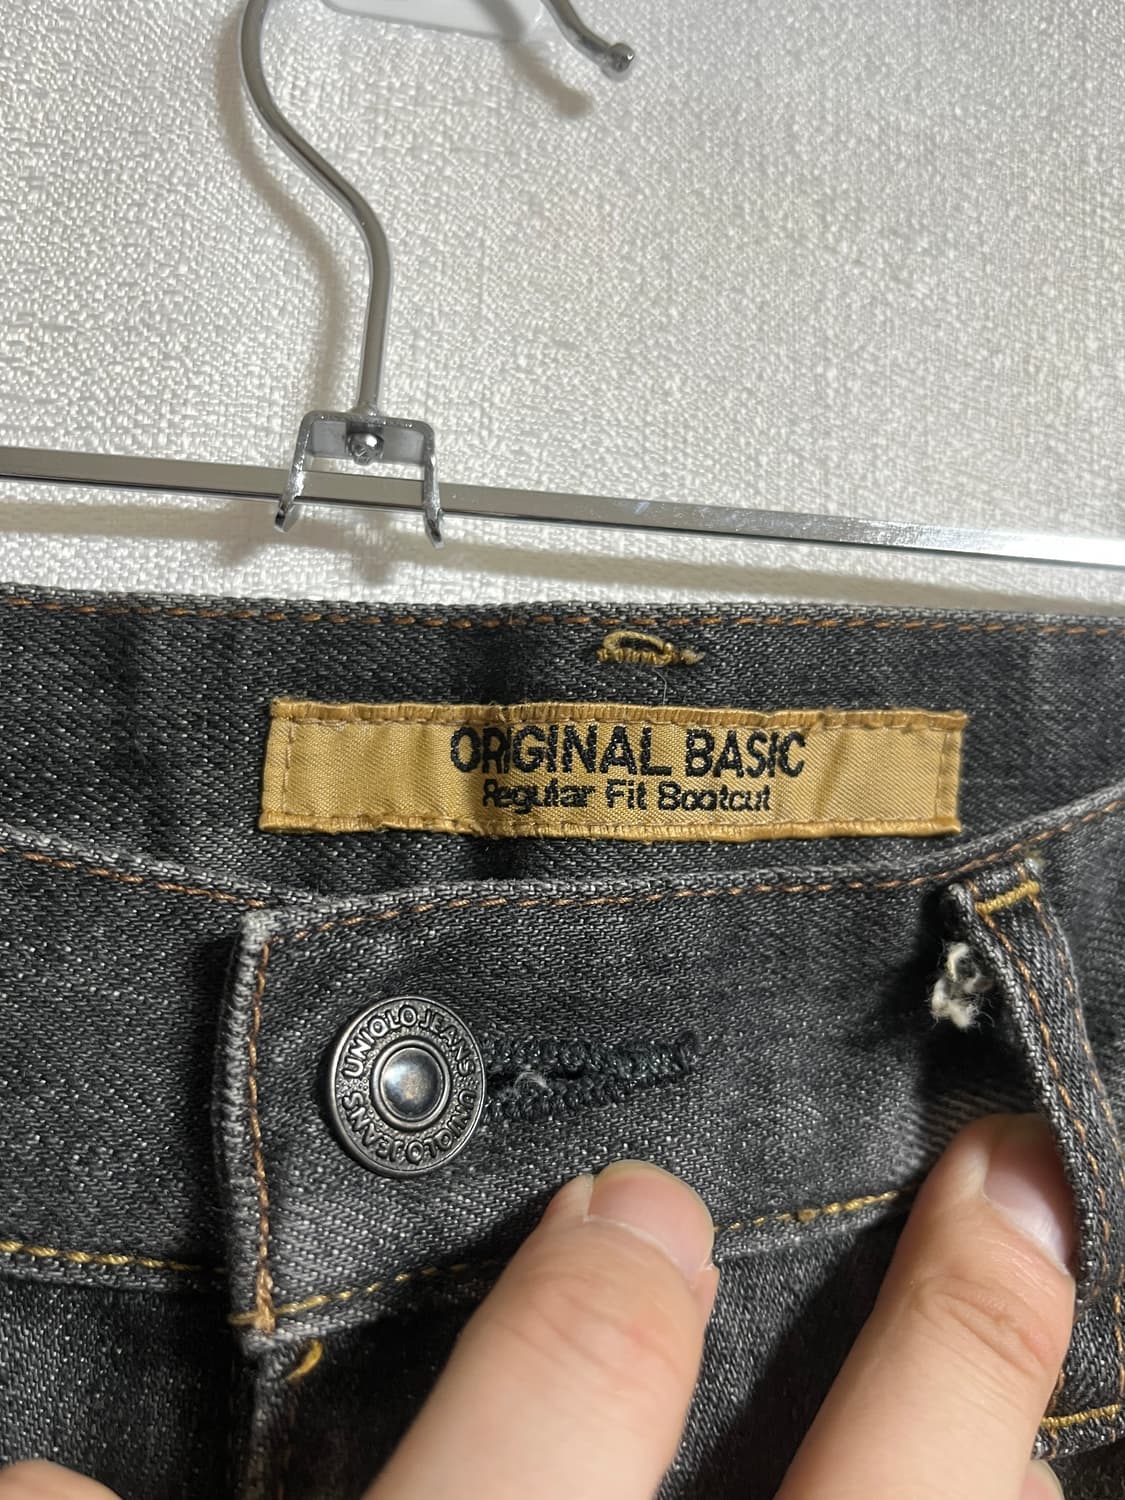 ORIGINAL BASIC
Regular Fit Bootcut
UNIQLO JEANS · UNIQLO JEANS ·